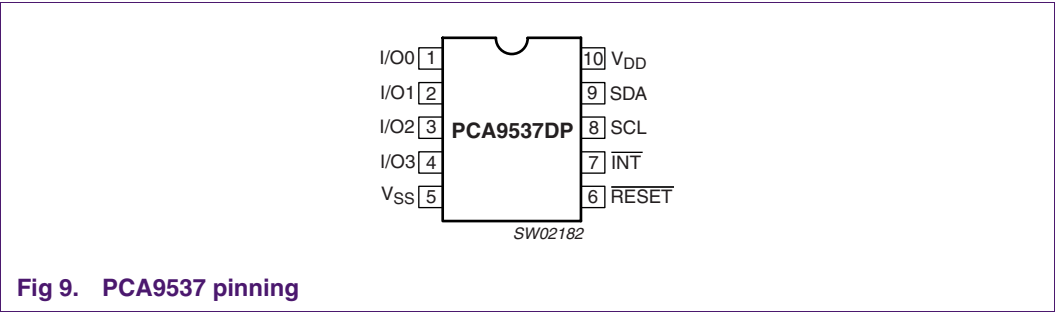 I/O0 1 10 VDD
I/O1 2 9 SDA
I/O2 3 PCA9537DP 8 SCL
I/O3 4 7 INT
VSS 5 6 RESET
SW02182
Fig 9. PCA9537 pinning